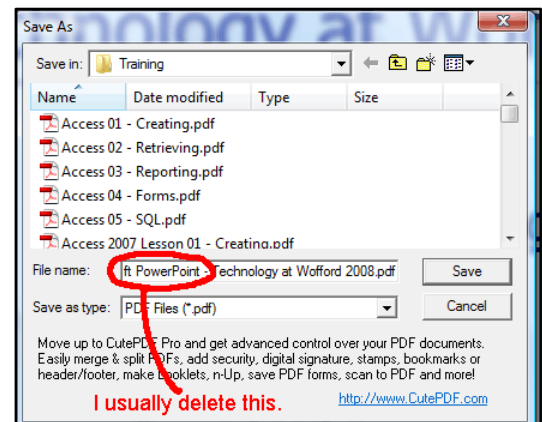 nology at Wo
Save As
Save in: Training
Name Date modified Type Size
Access 01 - Creating.pdf
Access 02 - Retrieving.pdf
Access 03 - Reporting.pdf
Access 04 - Forms.pdf
Access 05 - SQL.pdf
Access 2007 Lesson 01 - Creating.pdf
File name: ft PowerPoint - Technology at Wofford 2008.pdf Save
Save as type: PDF Files (*.pdf) Cancel
Move up to CutePDF Pro and get advanced control over your PDF documents.
Easily merge & split PDFs, add security, digital signature, stamps, bookmarks or
header/footer, make booklets, n-Up, save PDF forms, scan to PDF and more!
I usually delete this. http://www.CutePDF.com